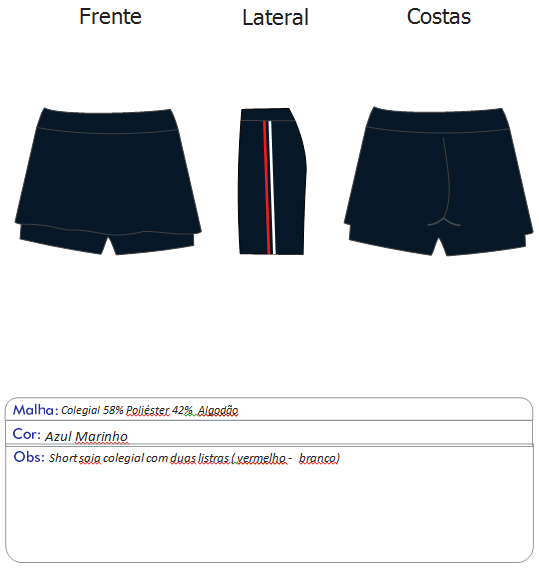 Frente
Lateral
Costas
Malha: Colegial 58% Poliéster 42% Algodão
Cor: Azul Marinho
Obs: Short saia colegial com duas listras ( vermelho - branco)